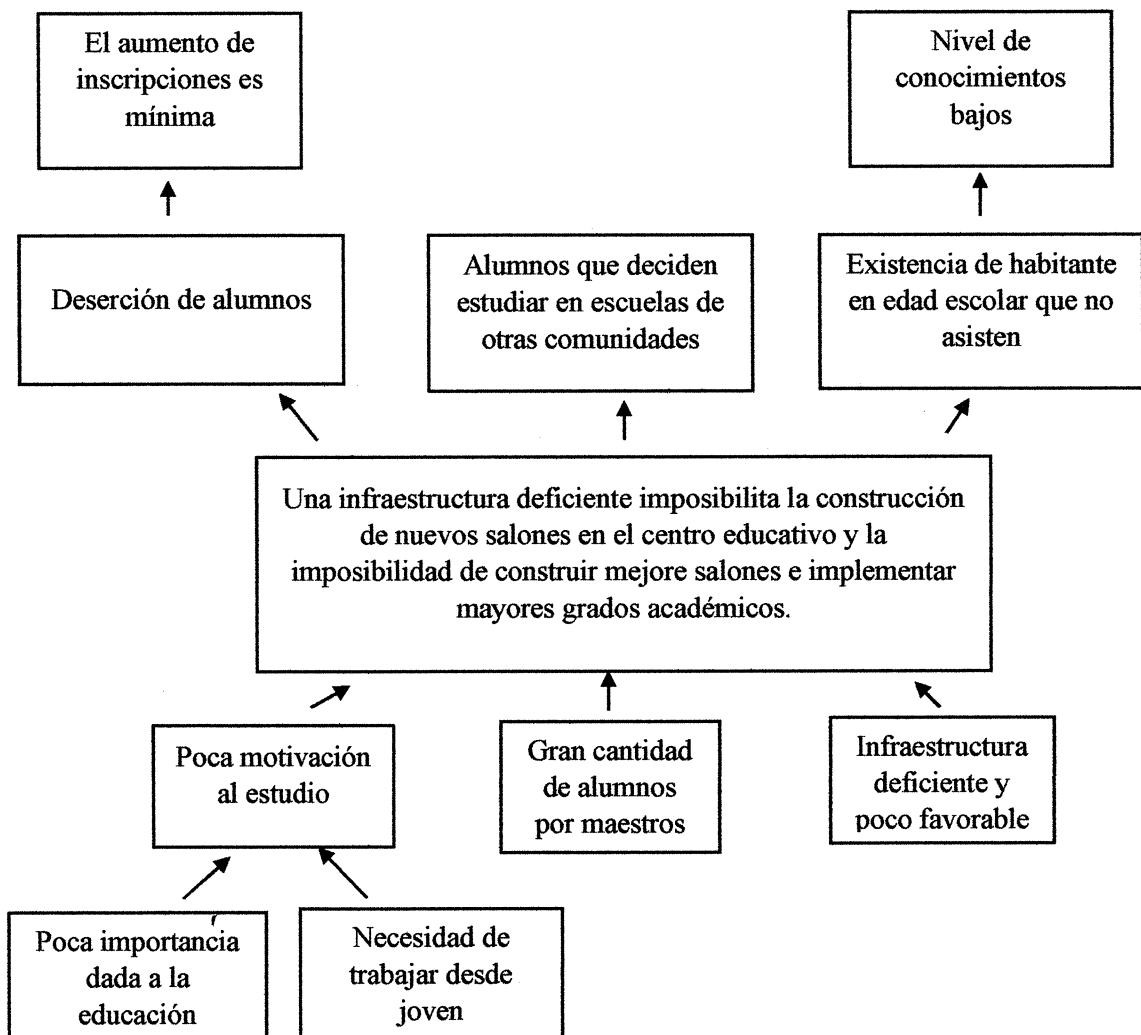 El aumento de
inscripciones es
mínima
Nivel de
conocimientos
bajos
Deserción de alumnos
Alumnos que deciden
estudiar en escuelas de
otras comunidades
Existencia de habitante
en edad escolar que no
asisten
Una infraestructura deficiente imposibilita la construcción
de nuevos salones en el centro educativo y la
imposibilidad de construir mejore salones e implementar
mayores grados académicos.
Poca motivación
al estudio
Gran cantidad
de alumnos
por maestros
Infraestructura
deficiente y
poco favorable
Poca importancia
dada a la
educación
Necesidad de
trabajar desde
joven